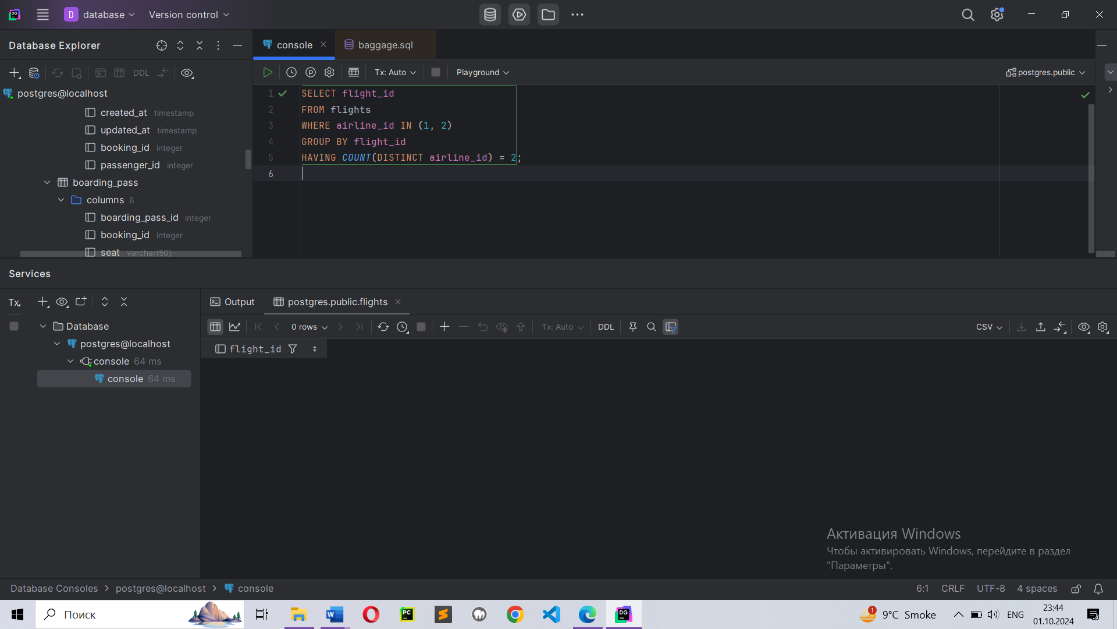 D database Version control
Database Explorer
console
baggage.sql
DDL
Tx: Auto
Playground
postgres.public
postgres@localhost
created_at timestamp
updated_at timestamp
booking_id integer
passenger_id integer
boarding_pass
columns 6
boarding_pass_id integer
booking_id integer
seat varchar(50)
1 SELECT flight_id
2 FROM flights
3 WHERE airline_id IN (1, 2)
4 GROUP BY flight_id
5 HAVING COUNT(DISTINCT airline_id) = 2;
6
Services
Tx
Database
postgres@localhost
console 64 ms
console 64 ms
Output postgres.public.flights
0 rows Tx: Auto DDL CSV
flight_id
Активация Windows
Чтобы активировать Windows, перейдите в раздел
"Параметры".
Database Consoles > postgres@localhost > console 6:1 CRLF UTF-8 4 spaces
Поиск
PC
DG
1
9°C Smoke
ENG
23:44
01.10.2024